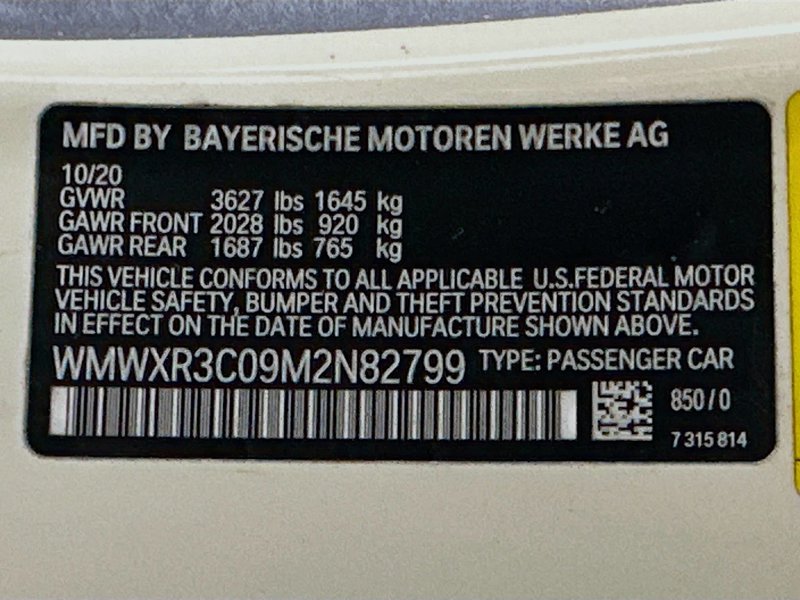 MFD BY BAYERISCHE MOTOREN WERKE AG
10/20
GVWR 3627 lbs 1645 kg
GAWR FRONT 2028 lbs 920 kg
GAWR REAR 1687 lbs 765 kg
THIS VEHICLE CONFORMS TO ALL APPLICABLE U.S.FEDERAL MOTOR
VEHICLE SAFETY, BUMPER AND THEFT PREVENTION STANDARDS
IN EFFECT ON THE DATE OF MANUFACTURE SHOWN ABOVE.
WMWXR3C09M2N82799 TYPE: PASSENGER CAR
850/0
7 315 814